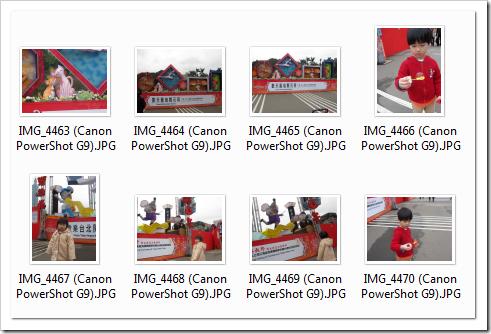 IMG_4463 (Canon
PowerShot G9).JPG
IMG_4464 (Canon
PowerShot G9).JPG
IMG_4465 (Canon
PowerShot G9).JPG
IMG_4466 (Canon
PowerShot G9).JPG
IMG_4467 (Canon
PowerShot G9).JPG
IMG_4468 (Canon
PowerShot G9).JPG
IMG_4469 (Canon
PowerShot G9).JPG
IMG_4470 (Canon
PowerShot G9).JPG